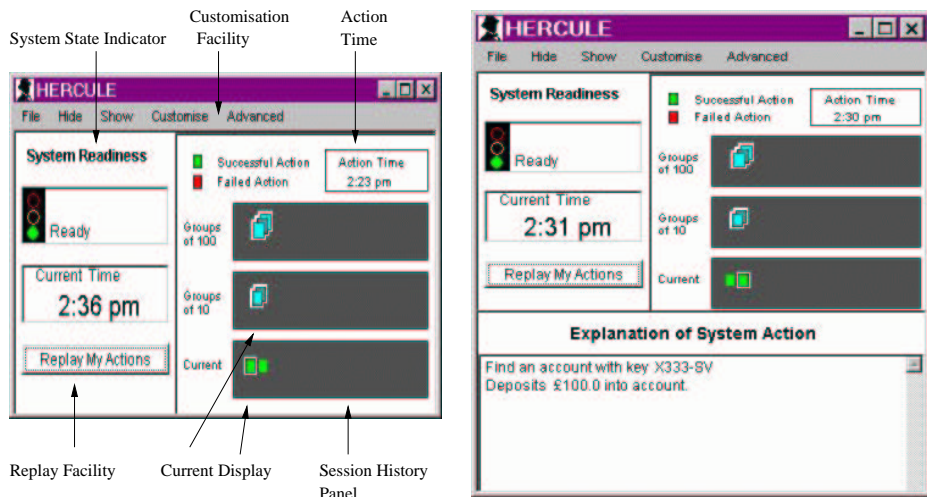 System State Indicator
Customisation
Facility
Action
Time
HERCULE
File Hide Show Customise Advanced
System Readiness
Ready
Current Time
2:36 pm
Replay My Actions
Successful Action
Failed Action
Action Time
2:23 pm
Groups
of 100
Groups
of 10
Current
Replay Facility
Current Display
Session History
Panel
HERCULE
File Hide Show Customise Advanced
System Readiness
Ready
Current Time
2:31 pm
Replay My Actions
Successful Action
Failed Action
Action Time
2:30 pm
Groups
of 100
Groups
of 10
Current
Explanation of System Action
Find an account with key X333-SV
Deposits £100.0 into account.